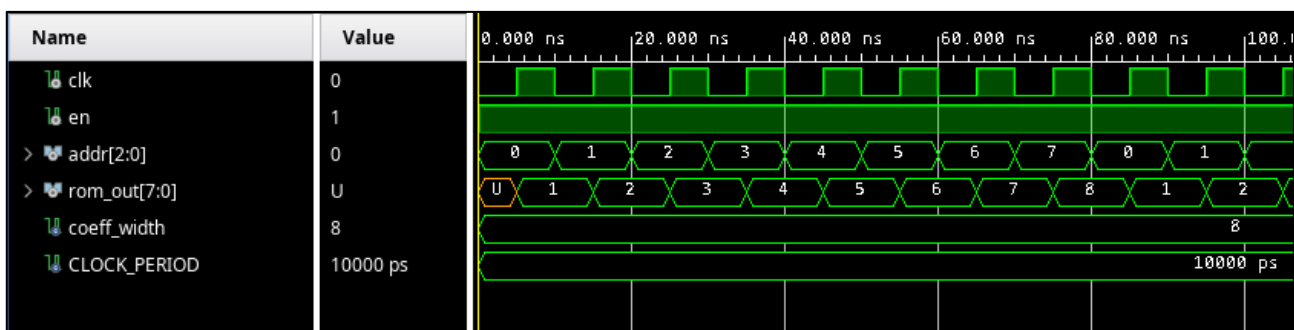 Name Value 0.000 ns 20.000 ns 40.000 ns 60.000 ns 80.000 ns 100.
clk 0
en 1
addr[2:0] 0 0 1 2 3 4 5 6 7 0 1
rom_out[7:0] U U 1 2 3 4 5 6 7 8 1 2
coeff_width 8 8
CLOCK_PERIOD 10000 ps 10000 ps